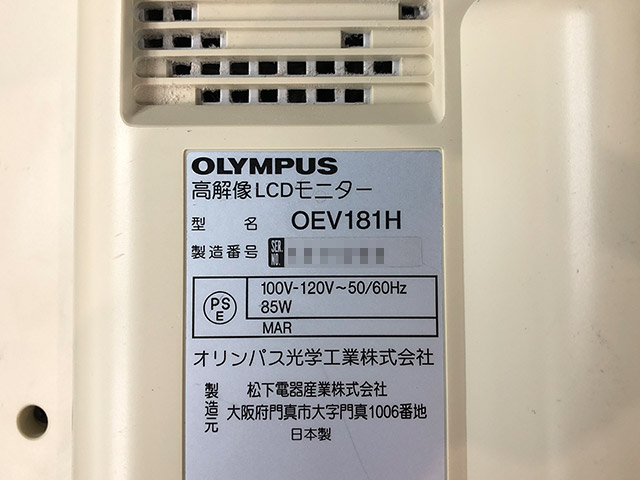 OLYMPUS
高解像LCDモニター
型 名 OEV181H
製造番号 SER. NO.
PS E 100V-120V～50/60Hz
85W
MAR
オリンパス光学工業株式会社
製造元 松下電器産業株式会社
大阪府門真市大字門真1006番地
日本製